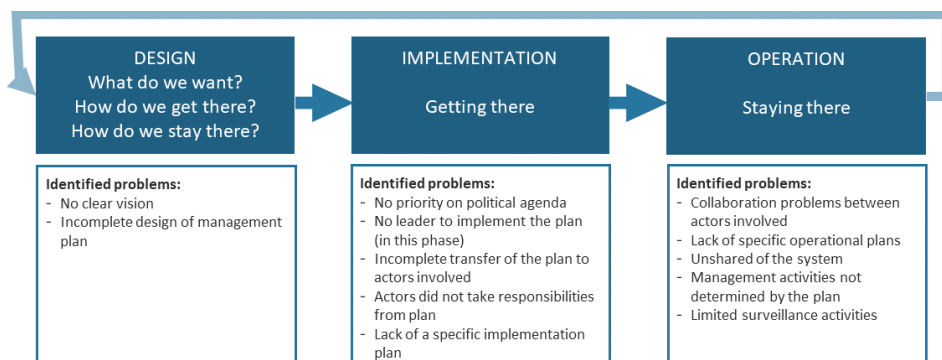 DESIGN
What do we want?
How do we get there?
How do we stay there?
IMPLEMENTATION
Getting there
OPERATION
Staying there
Identified problems:
- No clear vision
- Incomplete design of management
plan
Identified problems:
- No priority on political agenda
- No leader to implement the plan
(in this phase)
- Incomplete transfer of the plan to
actors involved
- Actors did not take responsibilities
from plan
- Lack of a specific implementation
plan
Identified problems:
- Collaboration problems between
actors involved
- Lack of specific operational plans
- Unshared of the system
- Management activities not
determined by the plan
- Limited surveillance activities